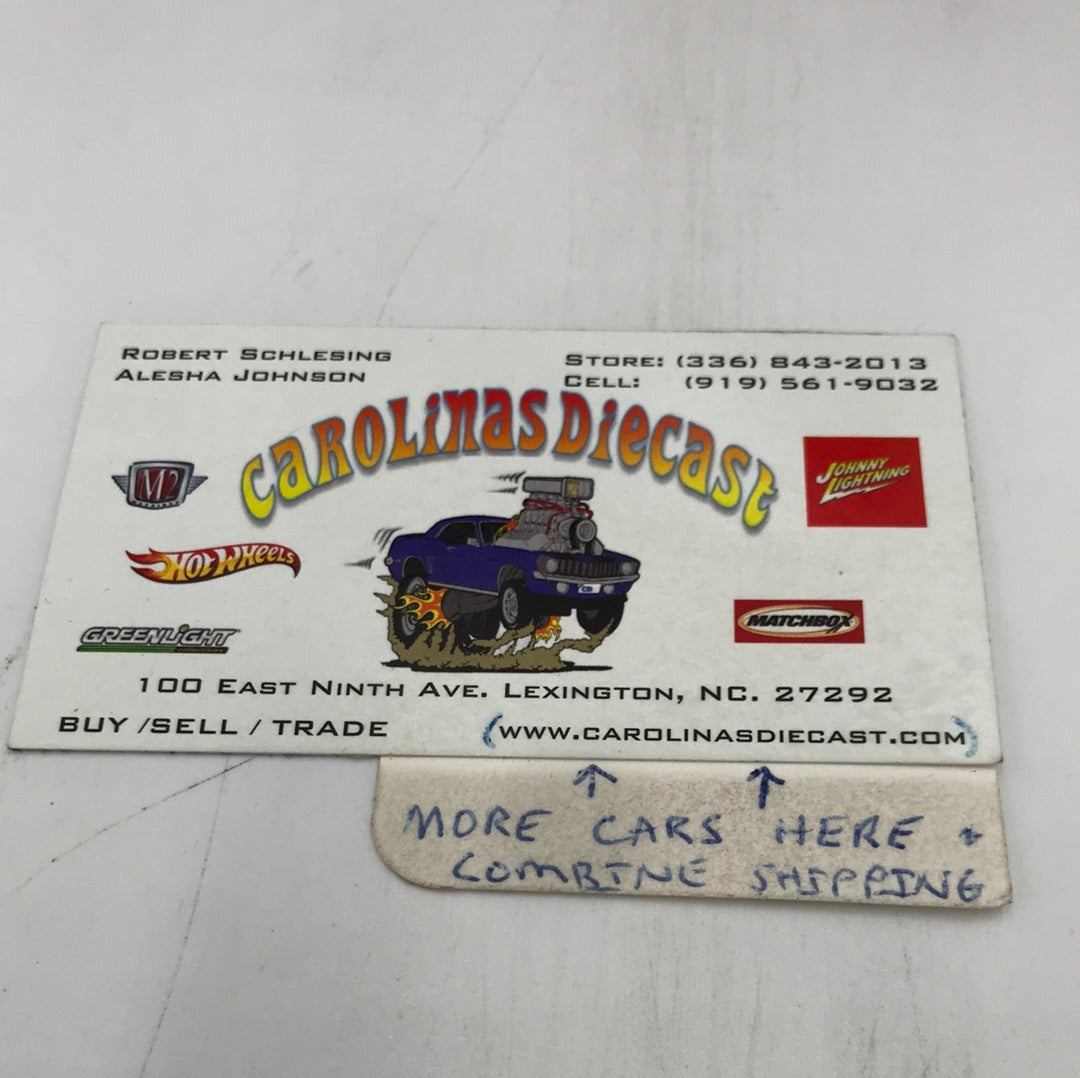 ROBERT SCHLESING
ALESHA JOHNSON
STORE: (336) 843-2013
CELL: (919) 561-9032
CAROLINAS DIECAST
M2
JOHNNY
LIGHTNING
HOT WHEELS
GREENLIGHT
MATCHBOX
100 EAST NINTH AVE. LEXINGTON, NC. 27292
BUY /SELL / TRADE
(WWW.CAROLINASDIECAST.COM)
MORE CARS HERE +
COMBINE SHIPPING